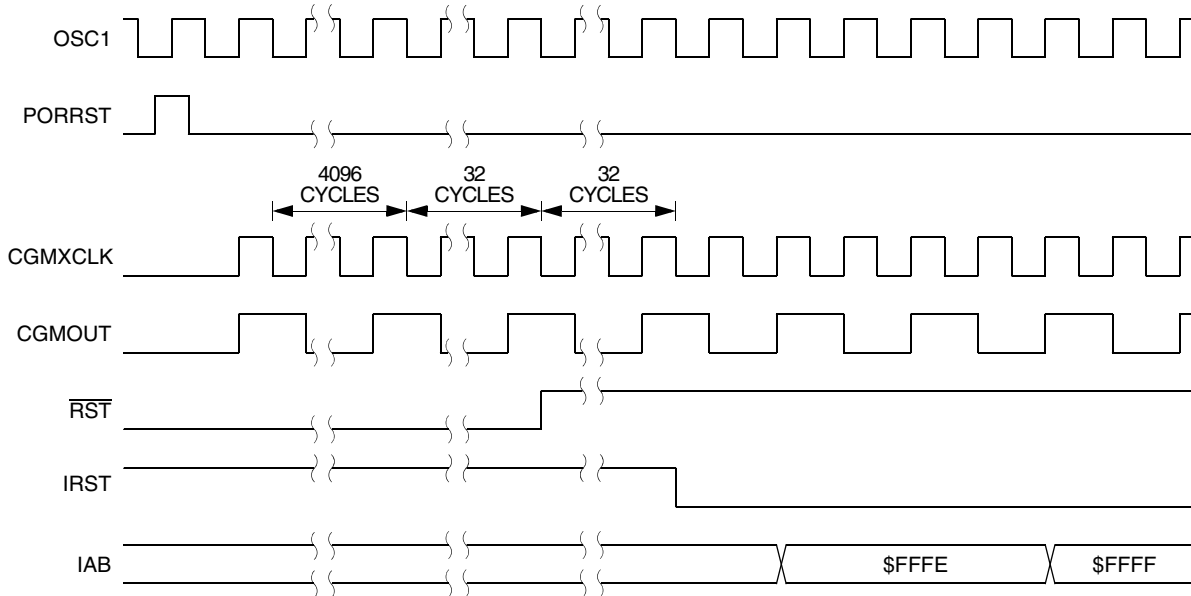 OSC1
PORRST
4096
CYCLES
32
CYCLES
32
CYCLES
CGMXCLK
CGMOUT
RST
IRST
IAB
$FFFE
$FFFF